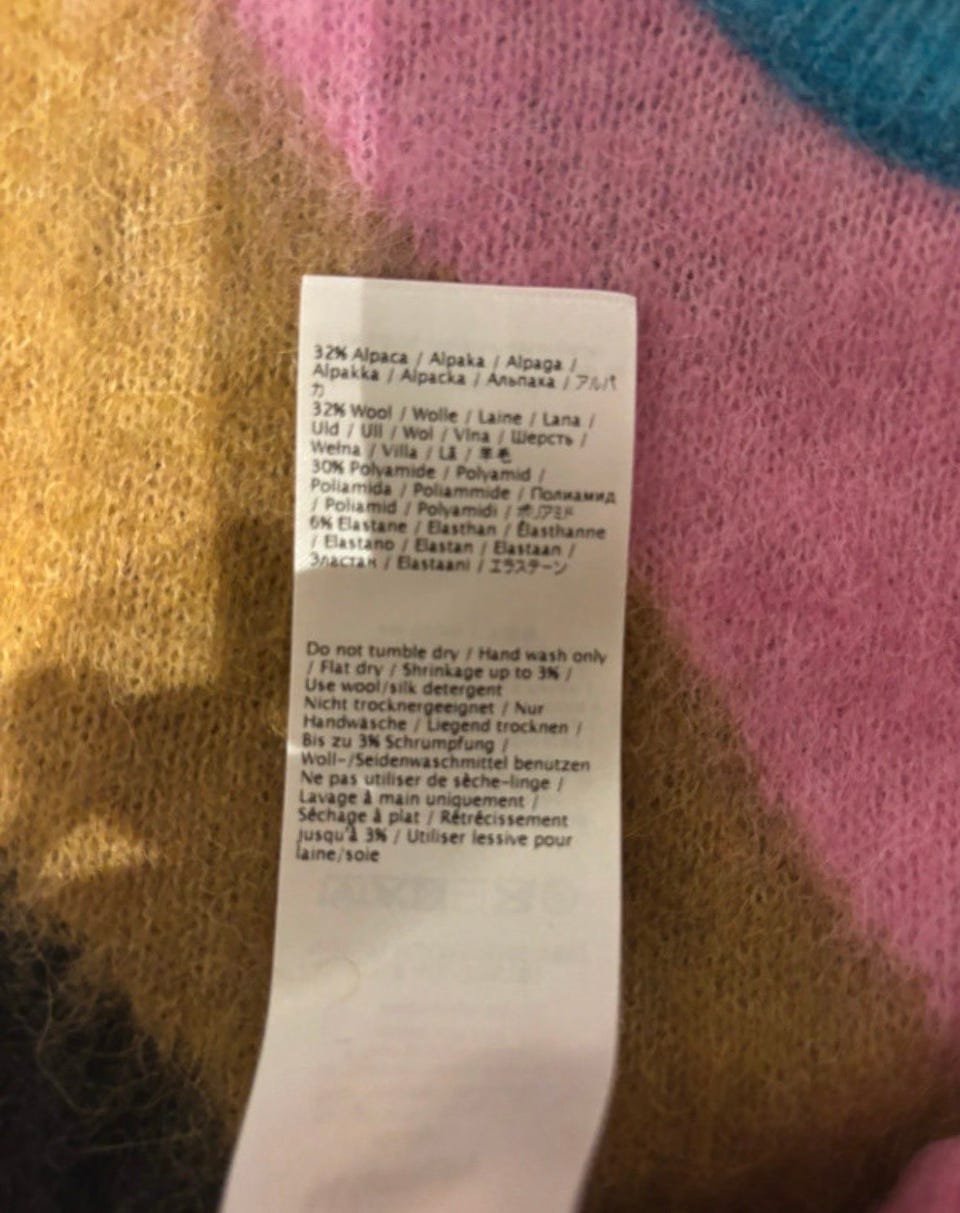 32% Alpaca / Alpaka / Alpaga /
Alpakka / Alpacka / Альпака / アルパ
カ
32% Wool / Wolle / Laine / Lana /
Uld / Ull / Wol / Vlna / Шерсть /
Wełna / Villa / Lã / 羊毛
30% Polyamide / Polyamid /
Poliamida / Poliammide / Полиамид
/ Poliamid / Polyamidi / ポリアミド
6% Elastane / Elasthan / Élasthanne
/ Elastano / Elastan / Elastaan /
Эластан / Elastaani / エラステーン
Do not tumble dry / Hand wash only
/ Flat dry / Shrinkage up to 3% /
Use wool/silk detergent
Nicht trocknergeeignet / Nur
Handwäsche / Liegend trocknen /
Bis zu 3% Schrumpfung /
Woll-/Seidenwaschmittel benutzen
Ne pas utiliser de sèche-linge /
Lavage à main uniquement /
Séchage à plat / Rétrécissement
jusqu'à 3% / Utiliser lessive pour
laine/soie